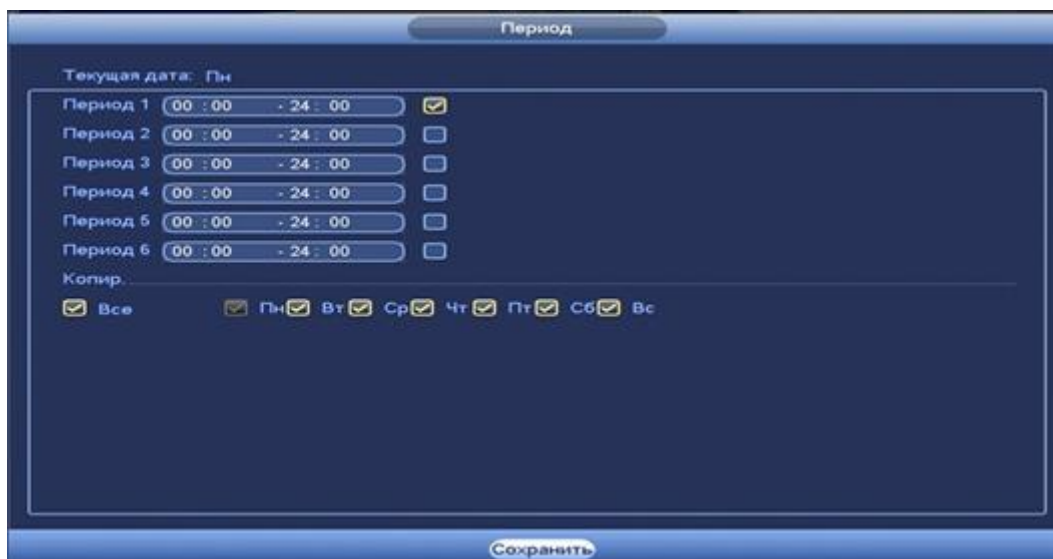 Период
Текущая дата: Пн
Период 1 00 : 00 - 24 : 00
Период 2 00 : 00 - 24 : 00
Период 3 00 : 00 - 24 : 00
Период 4 00 : 00 - 24 : 00
Период 5 00 : 00 - 24 : 00
Период 6 00 : 00 - 24 : 00
Копир.
Все Пн Вт Ср Чт Пт Сб Вс
Сохранить